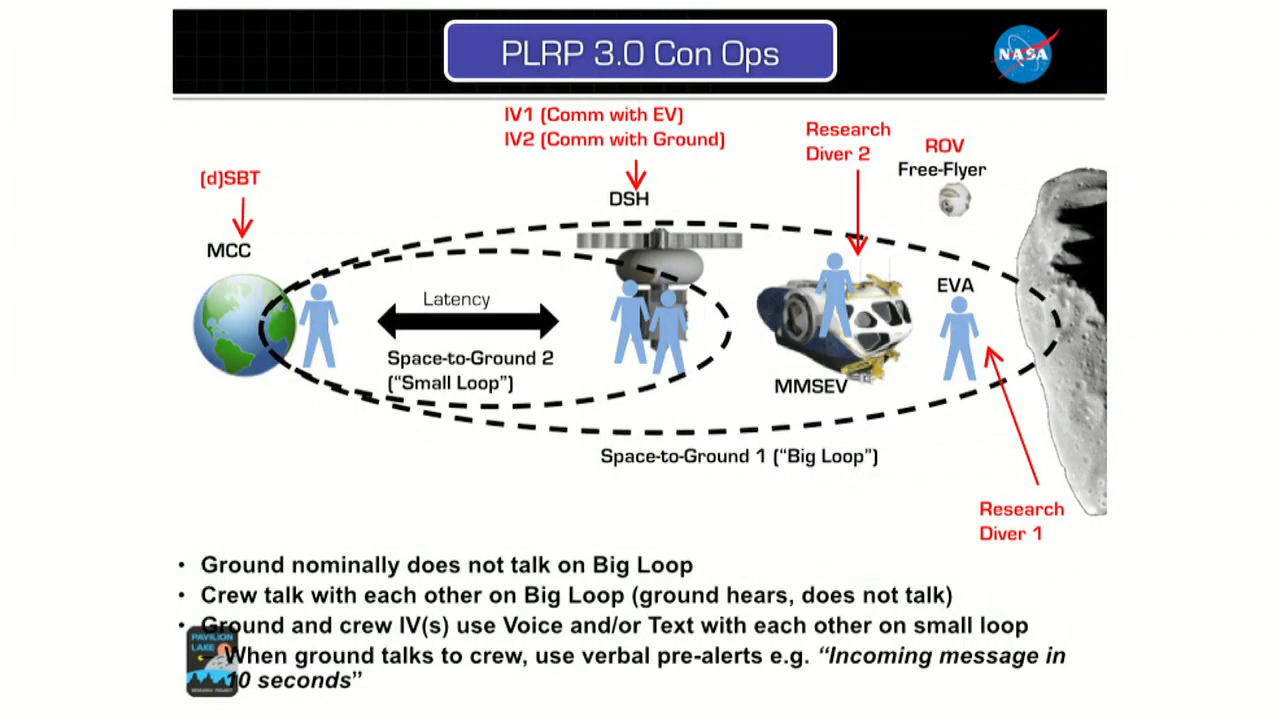 PLRP 3.0 Con Ops
NASA
IV1 (Comm with EV)
IV2 (Comm with Ground)
Research
Diver 2
ROV
Free-Flyer
(d)SBT
DSH
MCC
EVA
Latency
Space-to-Ground 2
(“Small Loop”)
MMSEV
Space-to-Ground 1 (“Big Loop”)
Research
Diver 1
• Ground nominally does not talk on Big Loop
• Crew talk with each other on Big Loop (ground hears, does not talk)
• Ground and crew IV(s) use Voice and/or Text with each other on small loop
When ground talks to crew, use verbal pre-alerts e.g. “Incoming message in
10 seconds”
PAVILION
LAKE
RESEARCH PROJECT